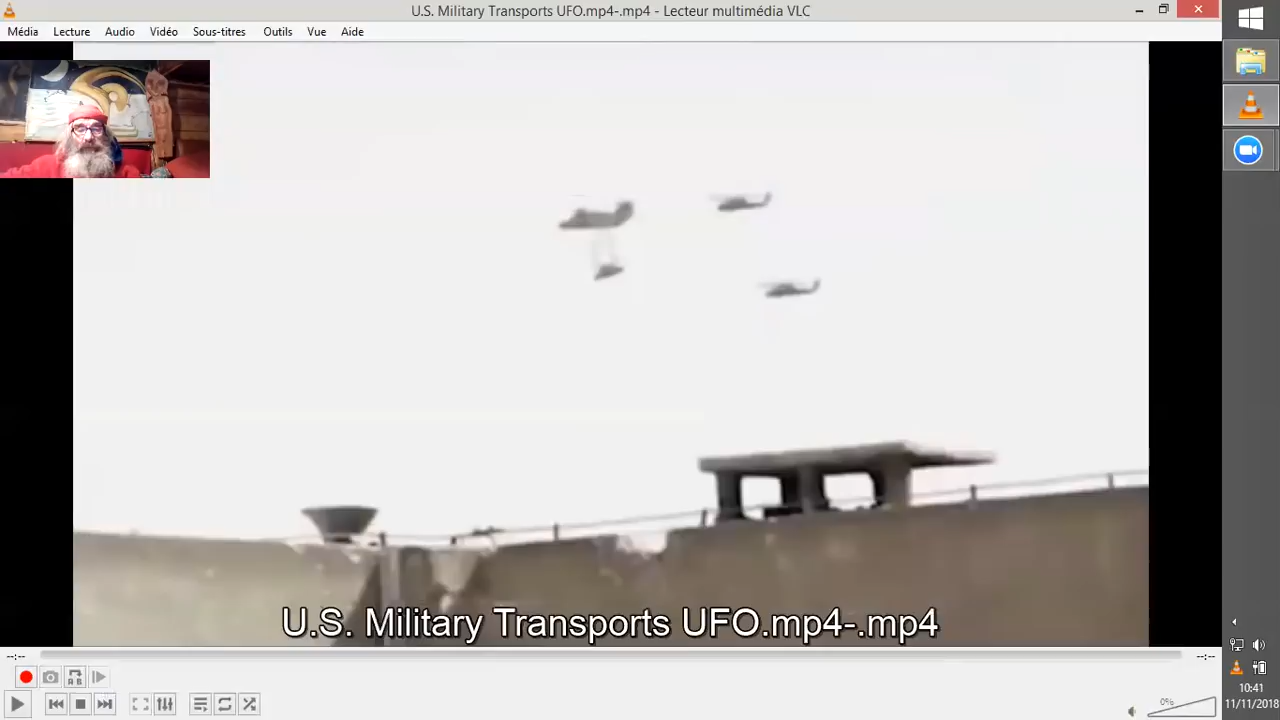 U.S. Military Transports UFO.mp4-.mp4 - Lecteur multimédia VLC
Média Lecture Audio Vidéo Sous-titres Outils Vue Aide
U.S. Military Transports UFO.mp4-.mp4
--:-- --:--
A B
0%
10:41
11/11/2018